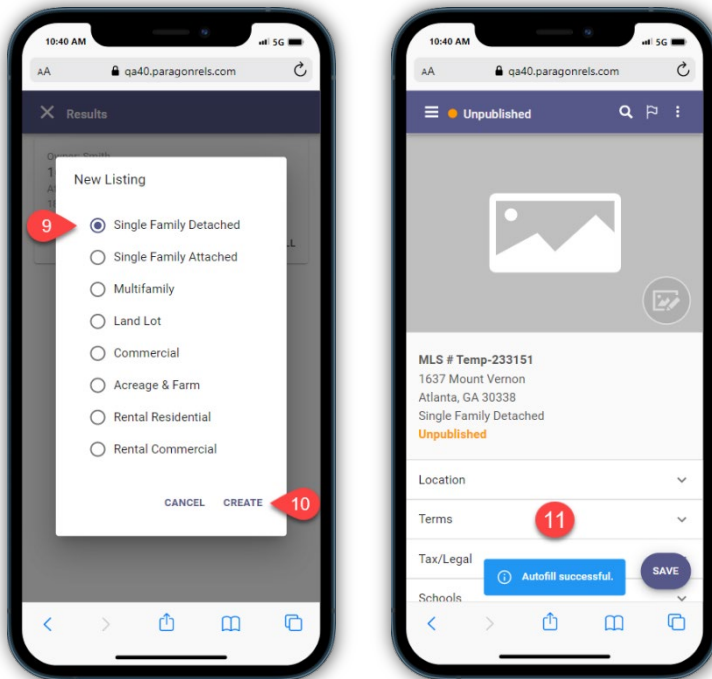 10:40 AM
5G
AA
qa40.paragonrels.com
Results
Owner: Smith
New Listing
9
Single Family Detached
Single Family Attached
Multifamily
Land Lot
Commercial
Acreage & Farm
Rental Residential
Rental Commercial
CANCEL CREATE
10
10:40 AM
5G
AA
qa40.paragonrels.com
Unpublished
MLS # Temp-233151
1637 Mount Vernon
Atlanta, GA 30338
Single Family Detached
Unpublished
Location
Terms
11
Tax/Legal
Autofill successful.
SAVE
Schools